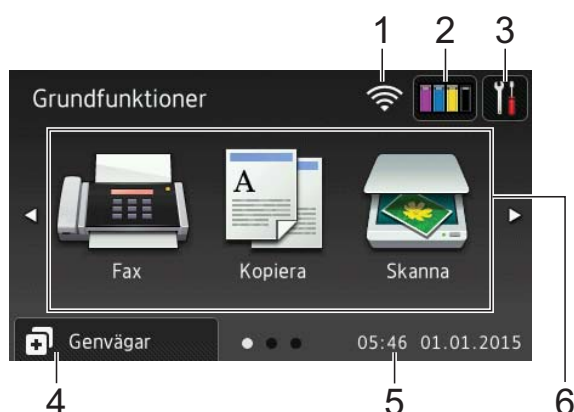 1 2 3
Grundfunktioner
A
Fax Kopiera Skanna
Genvägar 05:46 01.01.2015
4 5 6